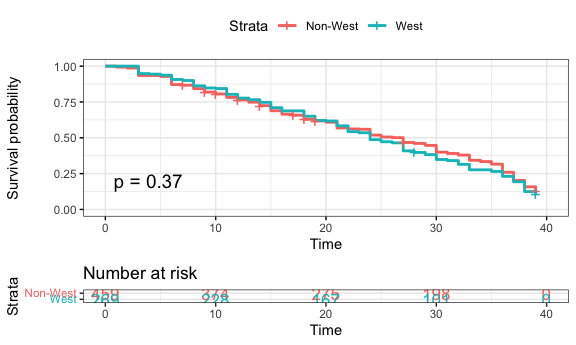 Strata Non-West West
Survival probability
1.00
0.75
0.50
0.25
0.00
p = 0.37
0 10 20 30 40
Time
Number at risk
Strata
Non-West
West
0 10 20 30 40
Time